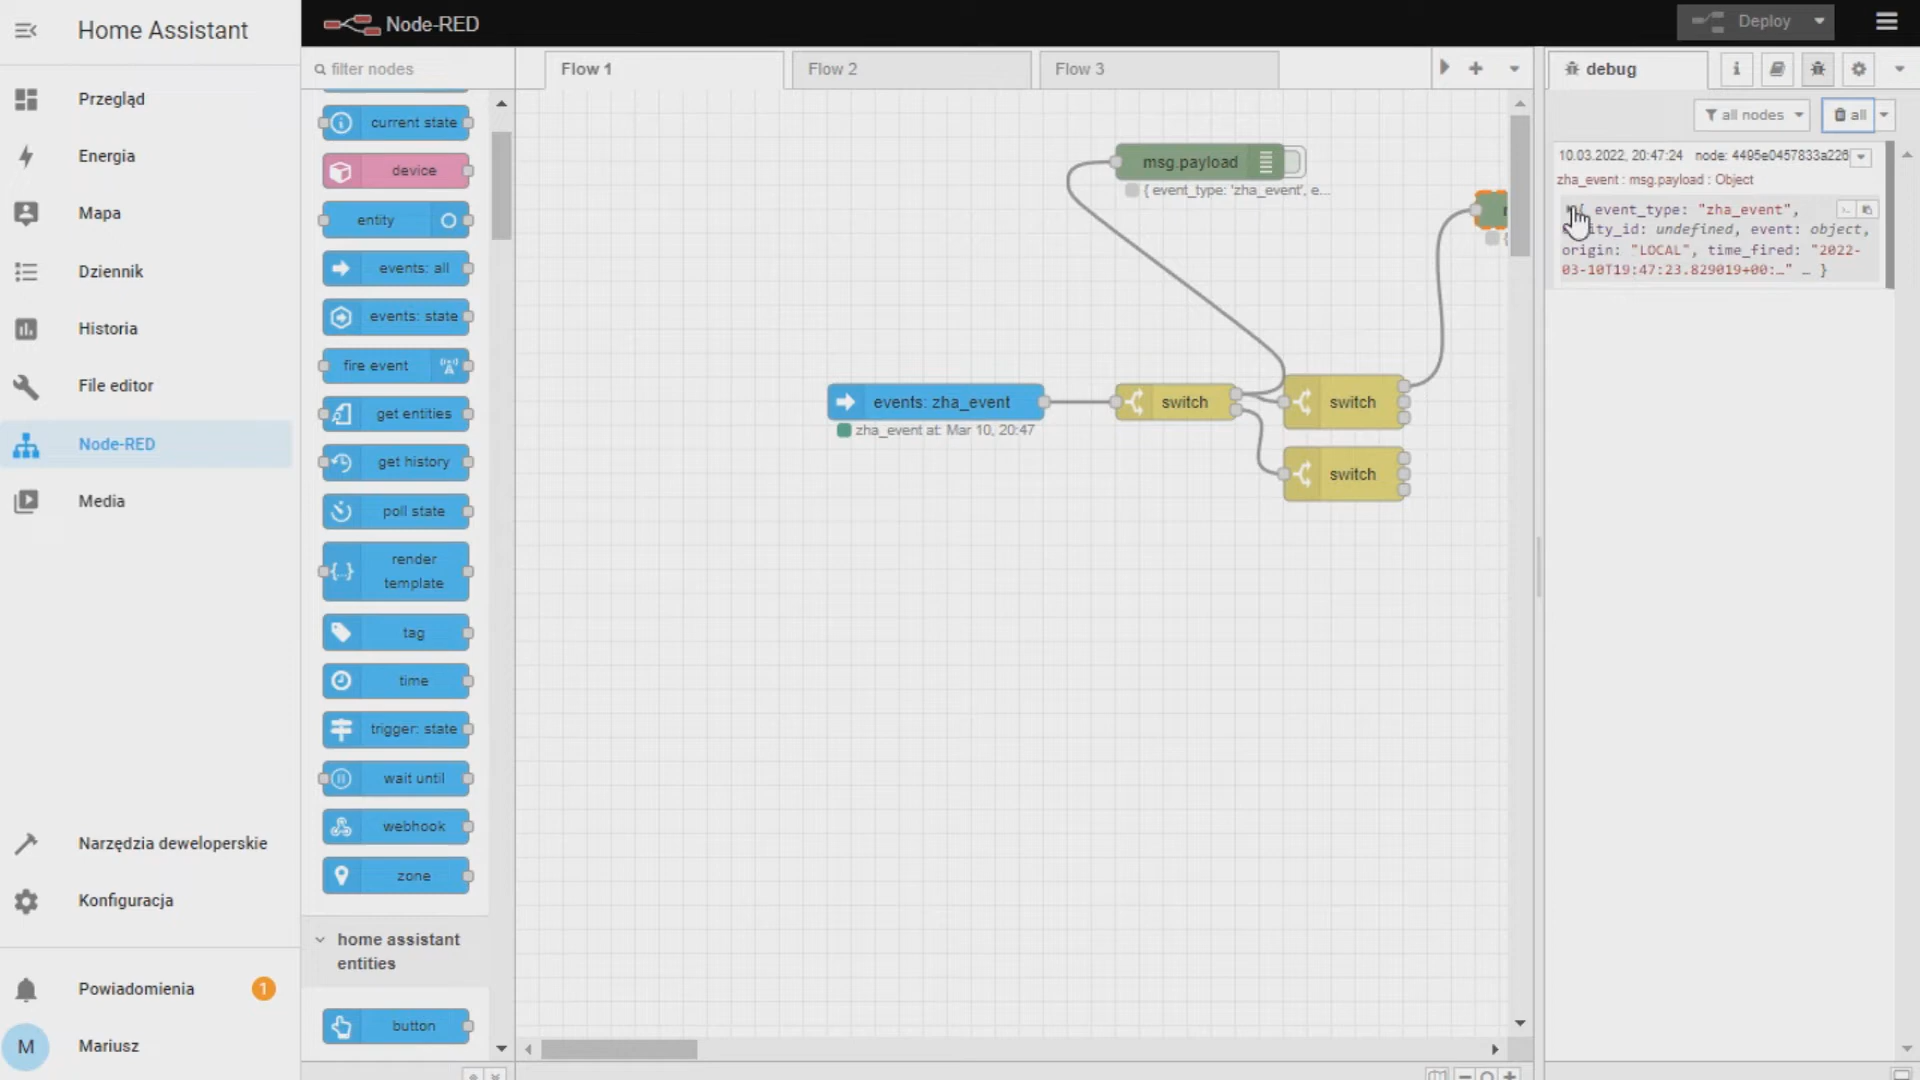 Home Assistant
Przegląd
Energia
Mapa
Dziennik
Historia
File editor
Node-RED
Media
Narzędzia deweloperskie
Konfiguracja
Powiadomienia
1
M
Mariusz
Node-RED
Deploy
filter nodes
current state
device
entity
events: all
events: state
fire event
get entities
get history
poll state
render
template
tag
time
trigger: state
wait until
webhook
zone
home assistant
entities
button
Flow 1
Flow 2
Flow 3
msg.payload
{ event_type: 'zha_event', e...
events: zha_event
zha_event at: Mar 10, 20:47
switch
switch
switch
debug
all nodes
all
10.03.2022, 20:47:24 node: 4495e0457833a226
zha_event : msg.payload : Object
{ event_type: "zha_event",
undefined, event: object,
origin: "LOCAL", time_fired: "2022-
03-10T19:47:23.829019+00:…" … }